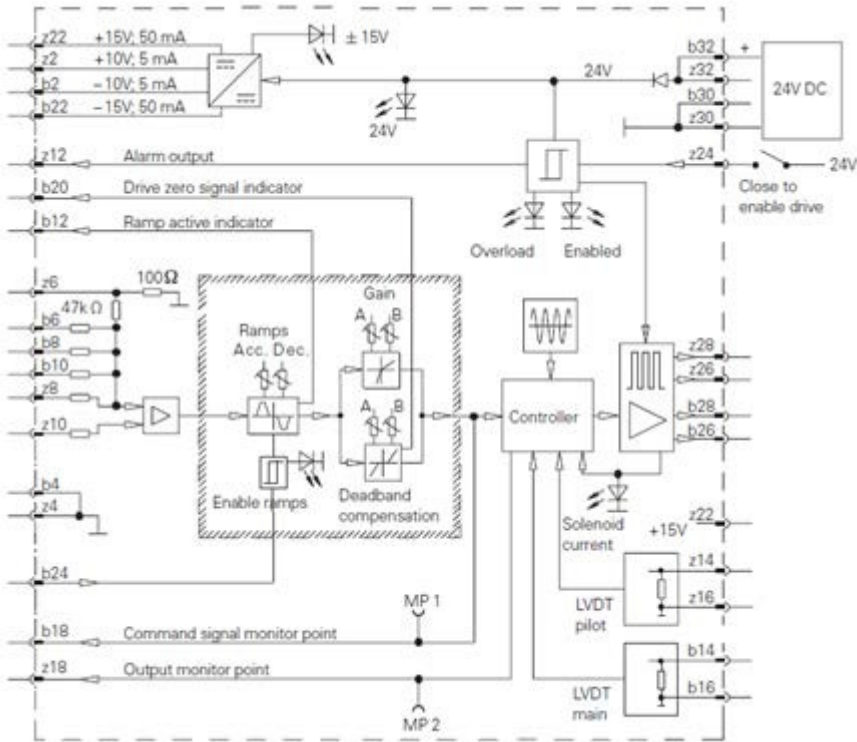 z22 +15V; 50 mA
z2 +10V; 5 mA
b2 −10V; 5 mA
b22 −15V; 50 mA
± 15V
24V
24V
b32 +
z32
b30
z30
24V DC
z12 Alarm output
z24
24V
Close to
enable drive
b20 Drive zero signal indicator
b12 Ramp active indicator
Overload
Enabled
z6
100Ω
47k Ω
b6
b8
b10
z8
z10
Gain
A B
Ramps
Acc. Dec.
A B
Enable ramps
Deadband
compensation
Controller
z28
z26
b28
b26
b4
z4
Solenoid
current
z22
+15V
b24
z14
z16
LVDT
pilot
MP 1
b18 Command signal monitor point
z18 Output monitor point
MP 2
b14
b16
LVDT
main